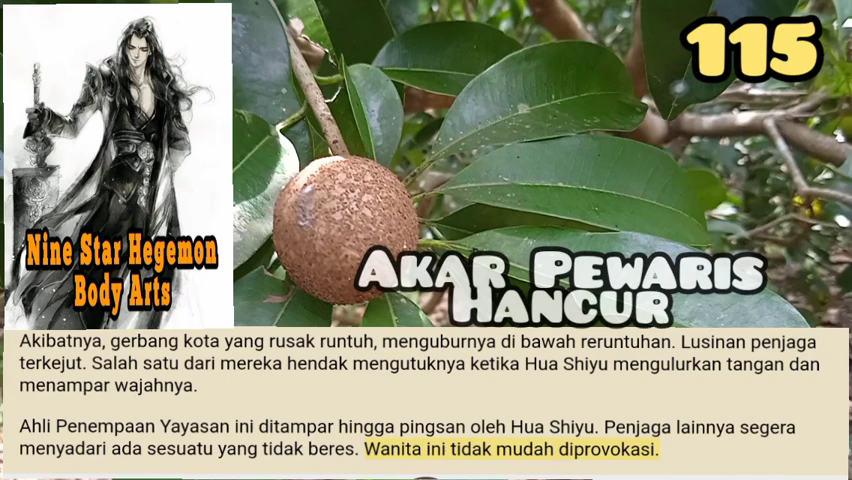 115
Nine Star Hegemon
Body Arts
Akar Pewaris
Hancur
Akibatnya, gerbang kota yang rusak runtuh, menguburnya di bawah reruntuhan. Lusinan penjaga
terkejut. Salah satu dari mereka hendak mengutuknya ketika Hua Shiyu mengulurkan tangan dan
menampar wajahnya.
Ahli Penempaan Yayasan ini ditampar hingga pingsan oleh Hua Shiyu. Penjaga lainnya segera
menyadari ada sesuatu yang tidak beres. Wanita ini tidak mudah diprovokasi.